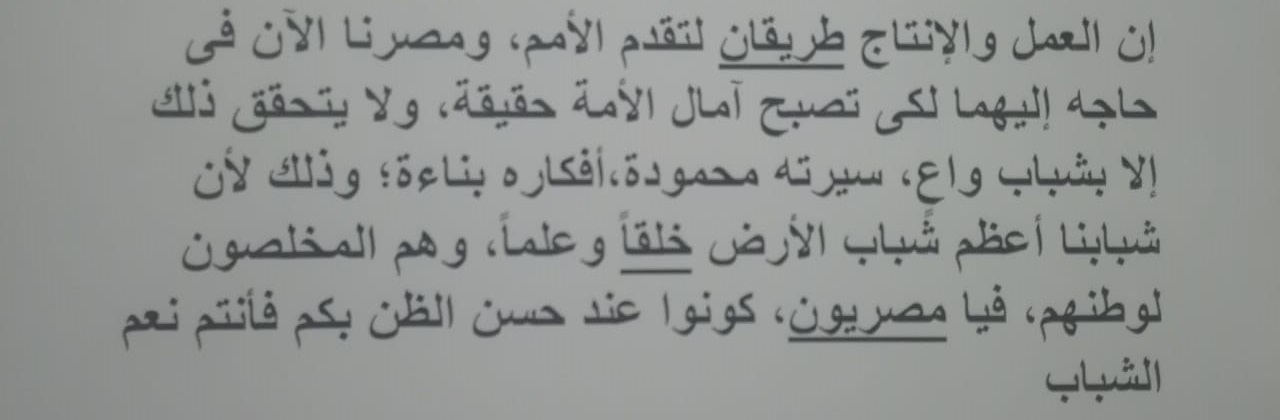 إن العمل والإنتاج طريقان لتقدم الأمم، ومصرنا الآن فى
حاجه إليهما لكى تصبح آمال الأمة حقيقة، ولا يتحقق ذلك
إلا بشباب واعٍ، سيرته محمودة،أفكاره بناءة؛ وذلك لأن
شبابنا أعظم شًباب الأرض خلقاً وعلماً، وهم المخلصون
لوطنهم، فيا مصريون، كونوا عند حسن الظن بكم فأنتم نعم
الشباب